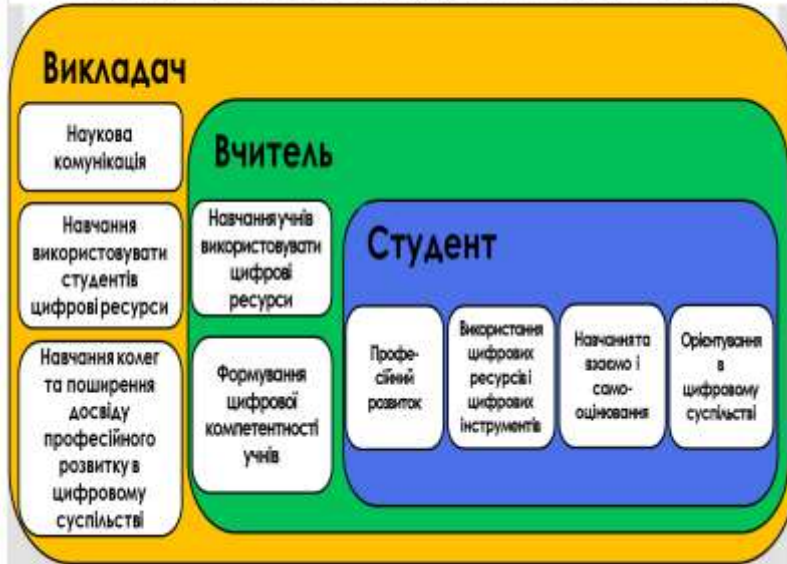 Викладач
Наукова
комунікація
Навчання
використовувати
студентів
цифрові ресурси
Навчання колег
та поширення
досвіду
професійного
розвитку в
цифровому
суспільстві
Вчитель
Навчання учнів
використовувати
цифрові
ресурси
Формування
цифрової
компетентності
учнів
Студент
Профе-
сійний
розвиток
Використання
цифрових
ресурсів і
цифрових
інструментів
Навчання та
взаємо і
само-
оцінювання
Орієнтування
в
цифровому
суспільстві